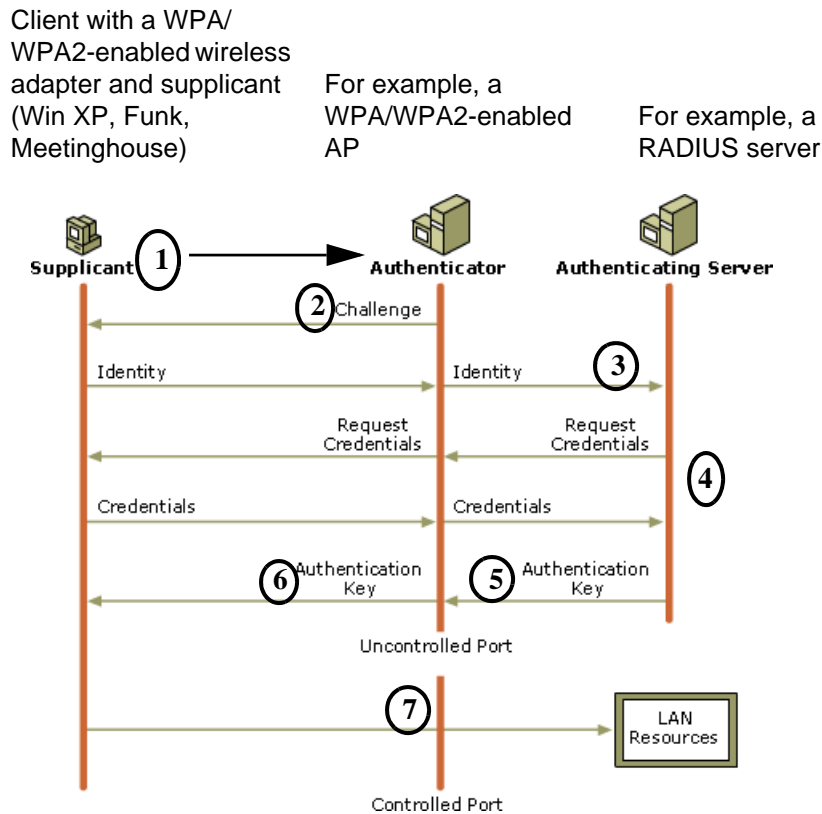 Client with a WPA/
WPA2-enabled wireless
adapter and supplicant
(Win XP, Funk,
Meetinghouse)
For example, a
WPA/WPA2-enabled
AP
For example, a
RADIUS server
Supplicant
1
Authenticator
Authenticating Server
2
Challenge
Identity
Identity
3
Request
Credentials
Request
Credentials
4
Credentials
Credentials
6
Authentication
Key
5
Authentication
Key
Uncontrolled Port
7
LAN
Resources
Controlled Port